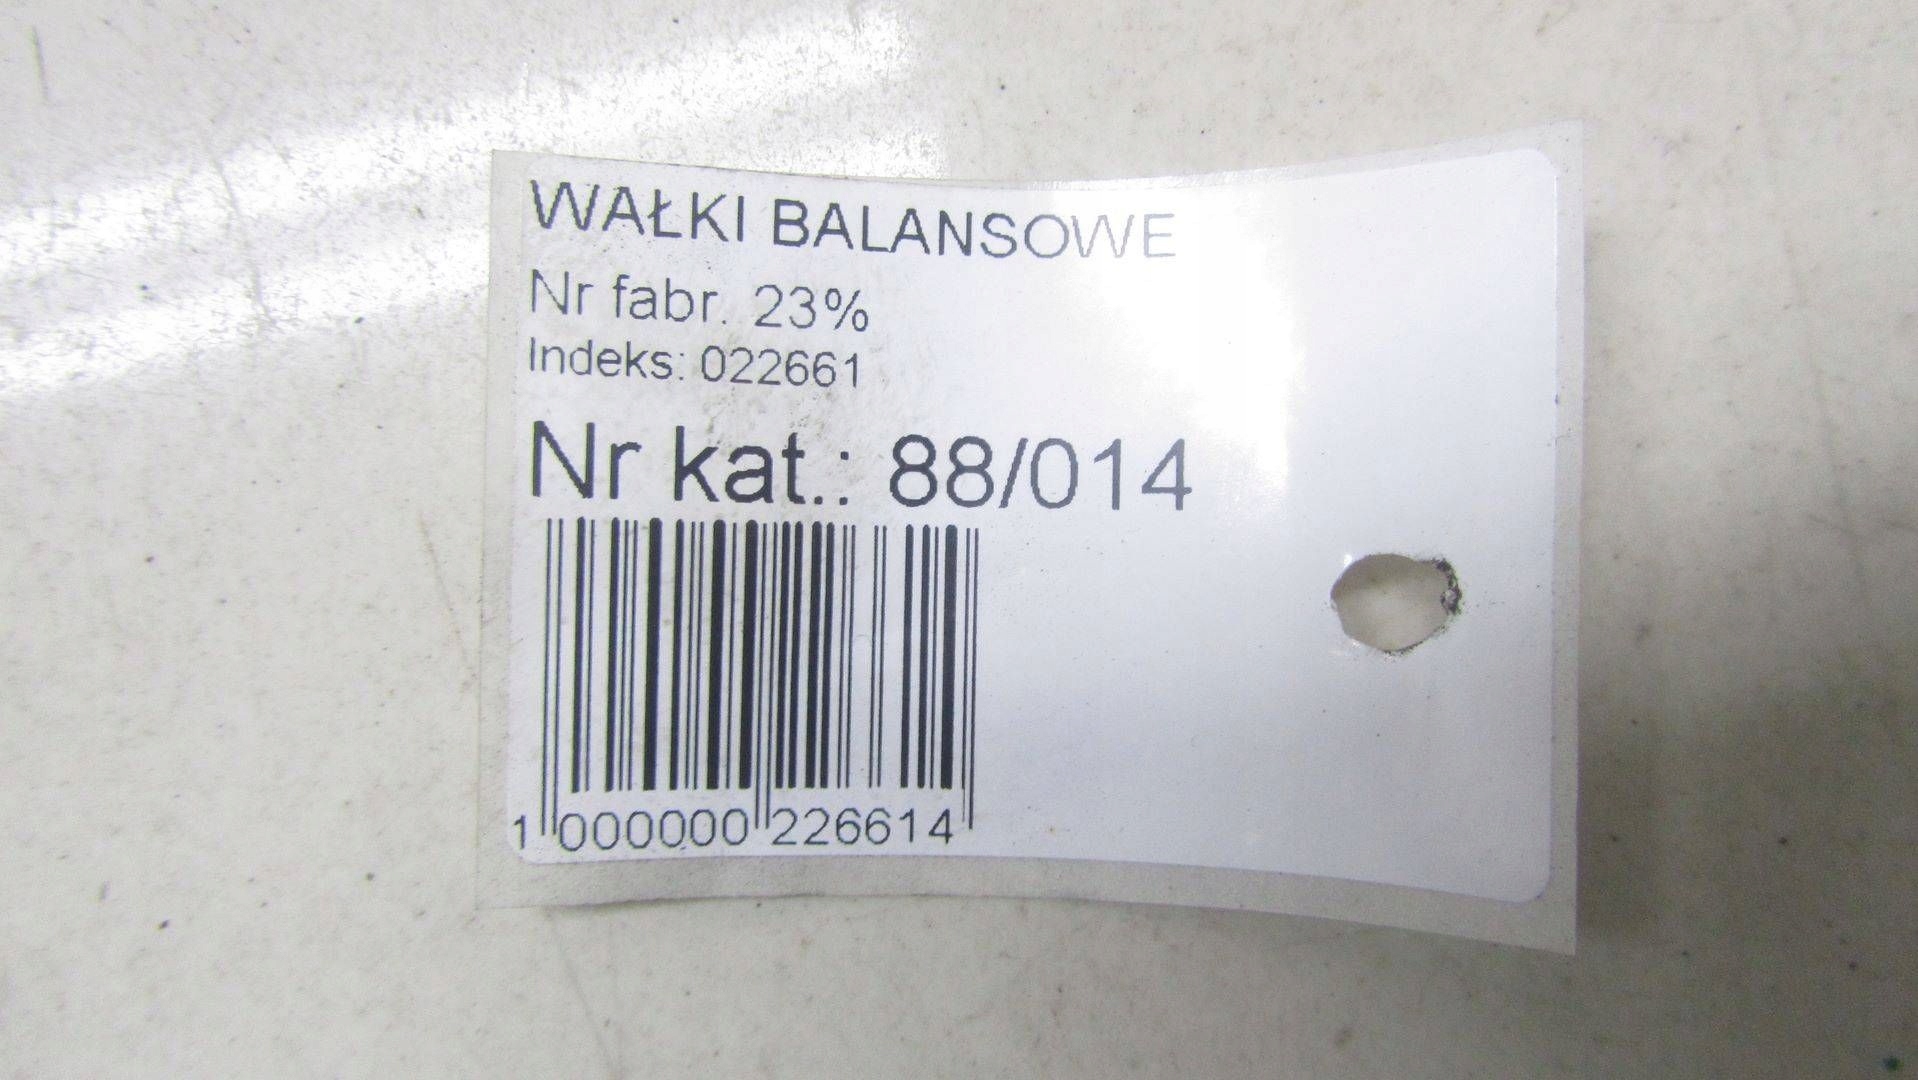 WAŁKI BALANSOWE
Nr fabr. 23%
Indeks: 022661
Nr kat.: 88/014
1 000000 226614